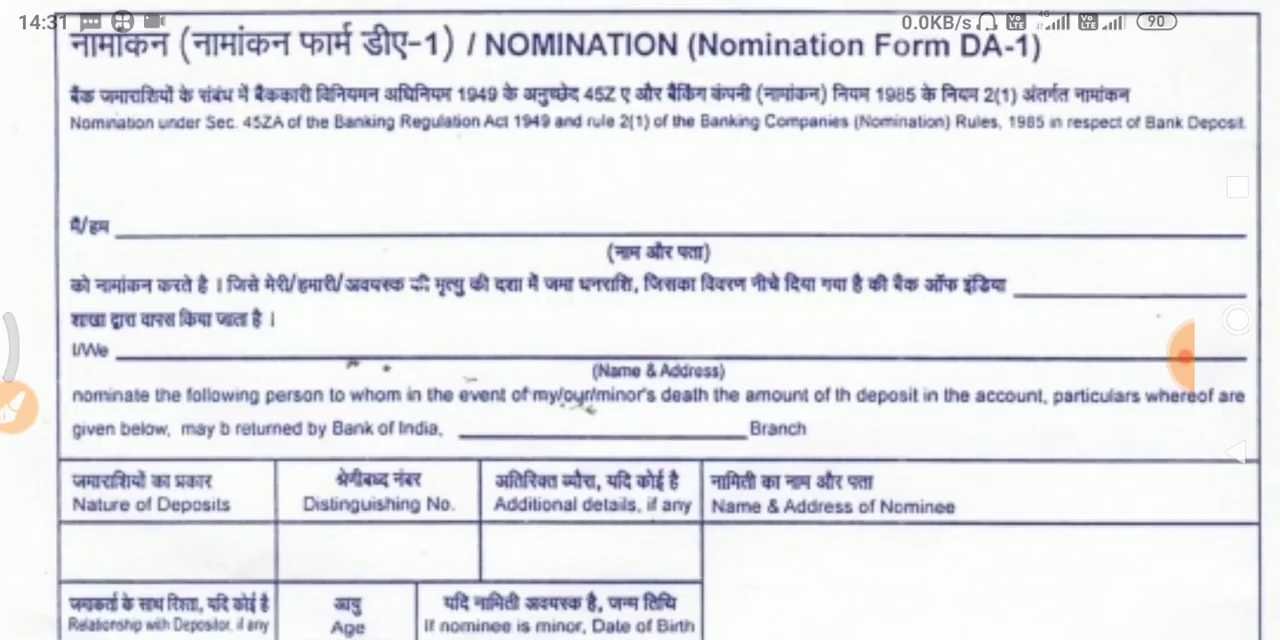 14:31 0.0KB/s Vo LTE 4G Vo LTE 90
नामांकन (नामांकन फार्म डीए-1) / NOMINATION (Nomination Form DA-1)
बैंक जमाराशियों के संबंध में बैककारी विनियमन अधिनियम 1949 के अनुच्छेद 45Z ए और बैंकिंग कंपनी (नामांकन) नियम 1985 के नियम 2(1) अंतर्गत नामांकन
Nomination under Sec. 45ZA of the Banking Regulation Act 1949 and rule 2(1) of the Banking Companies (Nomination) Rules, 1985 in respect of Bank Deposit.
मैं/हम
(नाम और पता)
को नामांकन करते है । जिसे मेरी/हमारी/अवयस्क की मृत्यु की दशा में जमा धनराशि, जिसका विवरण नीचे दिया गया है की बैंक ऑफ इंडिया
शाखा द्वारा वापस किया जाता है ।
I/We
(Name & Address)
nominate the following person to whom in the event of my/our/minor's death the amount of th deposit in the account, particulars whereof are
given below, may b returned by Bank of India, Branch
जमाराशियों का प्रकार श्रेणीबध्द नंबर अतिरिक्त ब्यौरा, यदि कोई है नामिती का नाम और पता
Nature of Deposits Distinguishing No. Additional details, if any Name & Address of Nominee
जमाकर्ता के साथ रिश्ता, यदि कोई है आयु यदि नामिती अवयस्क है, जन्म तिथि
Relationship with Depositor, if any Age If nominee is minor, Date of Birth